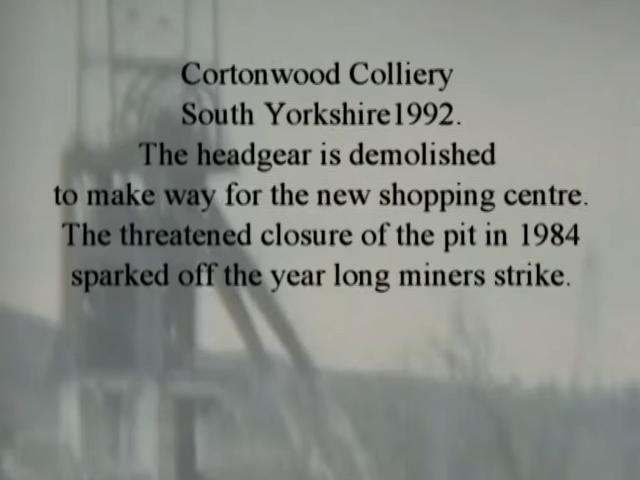 Cortonwood Colliery
South Yorkshire1992.
The headgear is demolished
to make way for the new shopping centre.
The threatened closure of the pit in 1984
sparked off the year long miners strike.